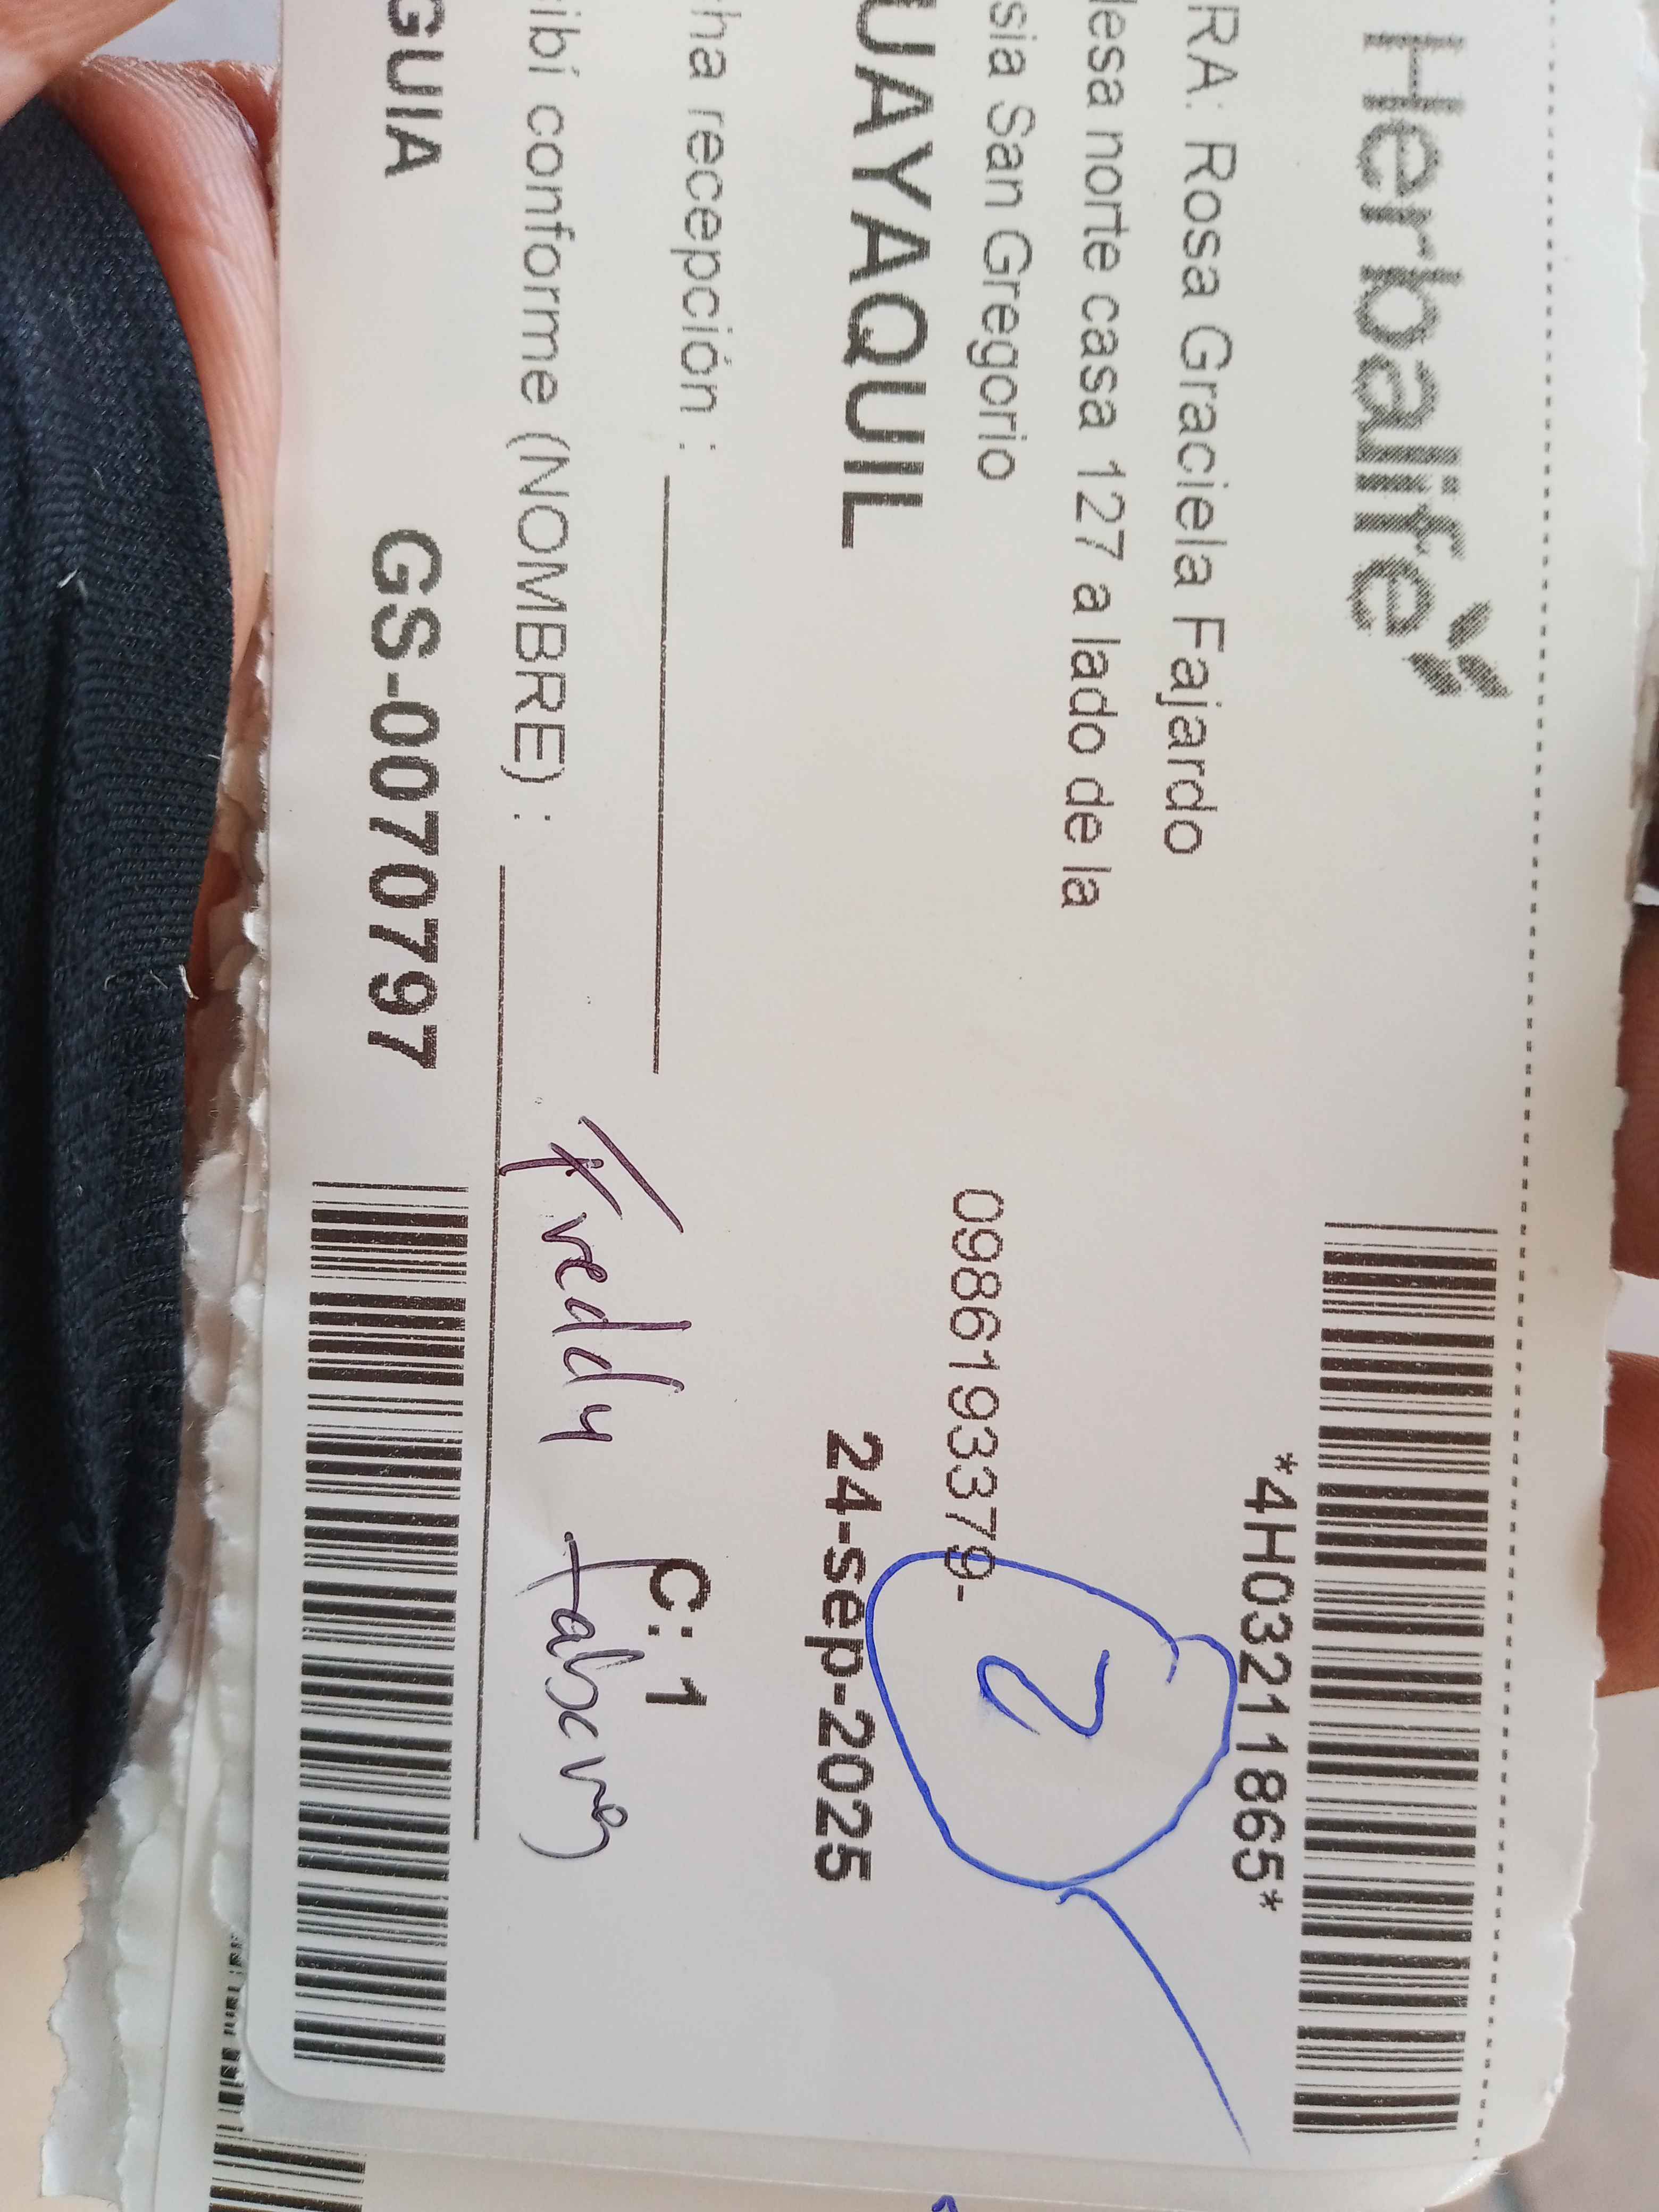 Herbalife
*4H03211865*
RA: Rosa Graciela Fajardo
lesa norte casa 127 a lado de la
sia San Gregorio
0986193379-
2
UAYAQUIL
24-sep-2025
ha recepción :
C: 1
ibí conforme (NOMBRE) :
Freddy
GUIA
GS-0070797